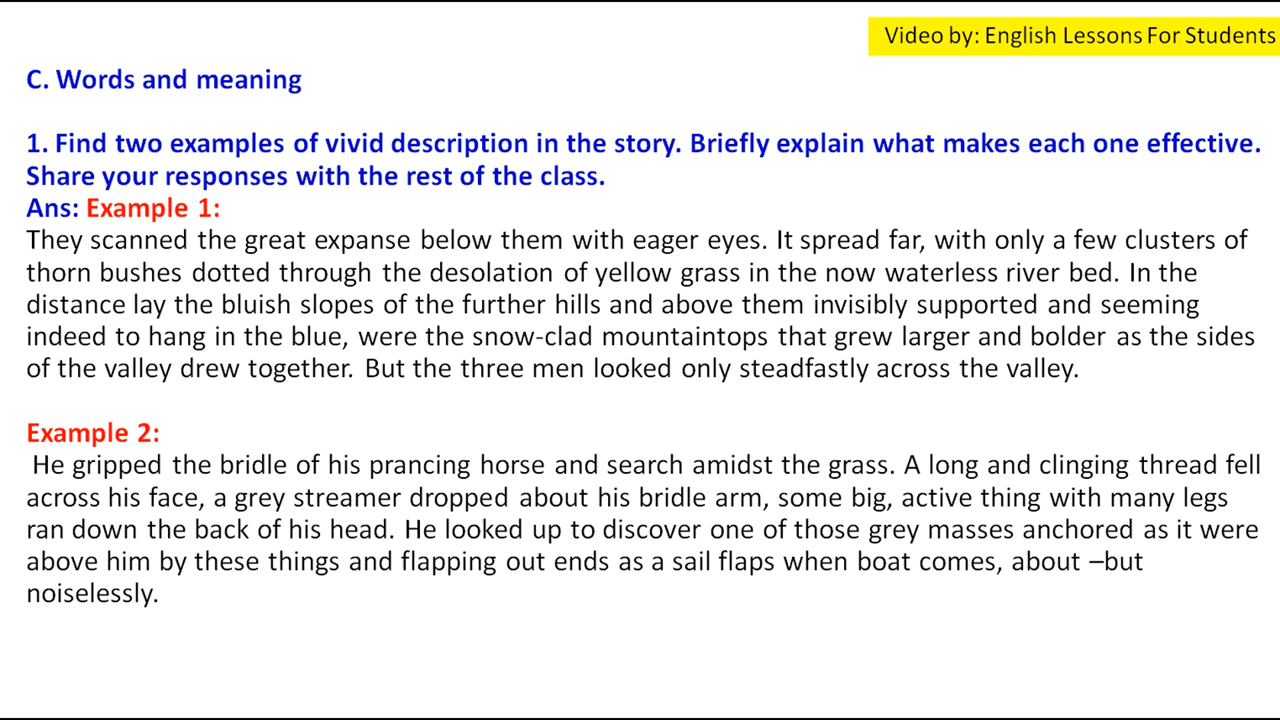 Video by: English Lessons For Students
C. Words and meaning
1. Find two examples of vivid description in the story. Briefly explain what makes each one effective.
Share your responses with the rest of the class.
Ans: Example 1:
They scanned the great expanse below them with eager eyes. It spread far, with only a few clusters of
thorn bushes dotted through the desolation of yellow grass in the now waterless river bed. In the
distance lay the bluish slopes of the further hills and above them invisibly supported and seeming
indeed to hang in the blue, were the snow-clad mountaintops that grew larger and bolder as the sides
of the valley drew together. But the three men looked only steadfastly across the valley.
Example 2:
He gripped the bridle of his prancing horse and search amidst the grass. A long and clinging thread fell
across his face, a grey streamer dropped about his bridle arm, some big, active thing with many legs
ran down the back of his head. He looked up to discover one of those grey masses anchored as it were
above him by these things and flapping out ends as a sail flaps when boat comes, about –but
noiselessly.